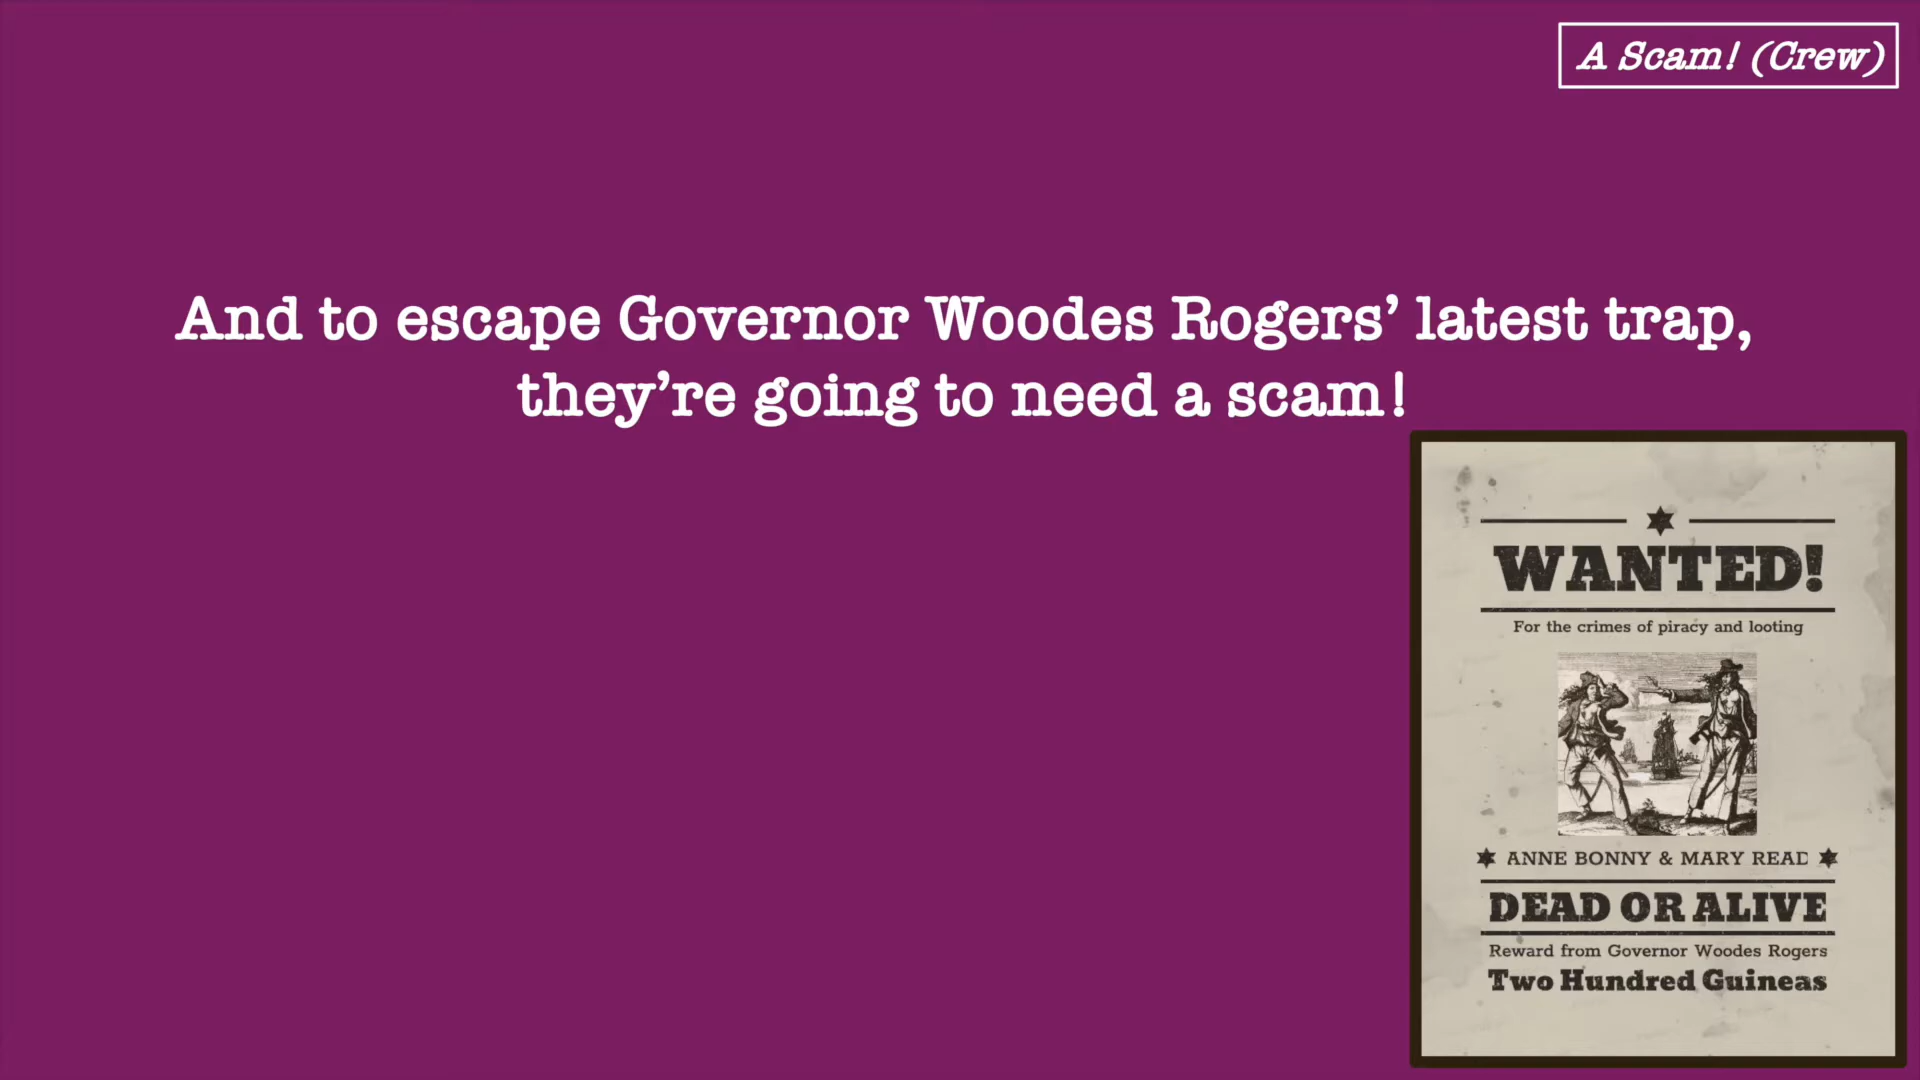 A Scam! (Crew)
And to escape Governor Woodes Rogers’ latest trap,
they’re going to need a scam!
WANTED!
For the crimes of piracy and looting
ANNE BONNY & MARY READ
DEAD OR ALIVE
Reward from Governor Woodes Rogers
Two Hundred Guineas